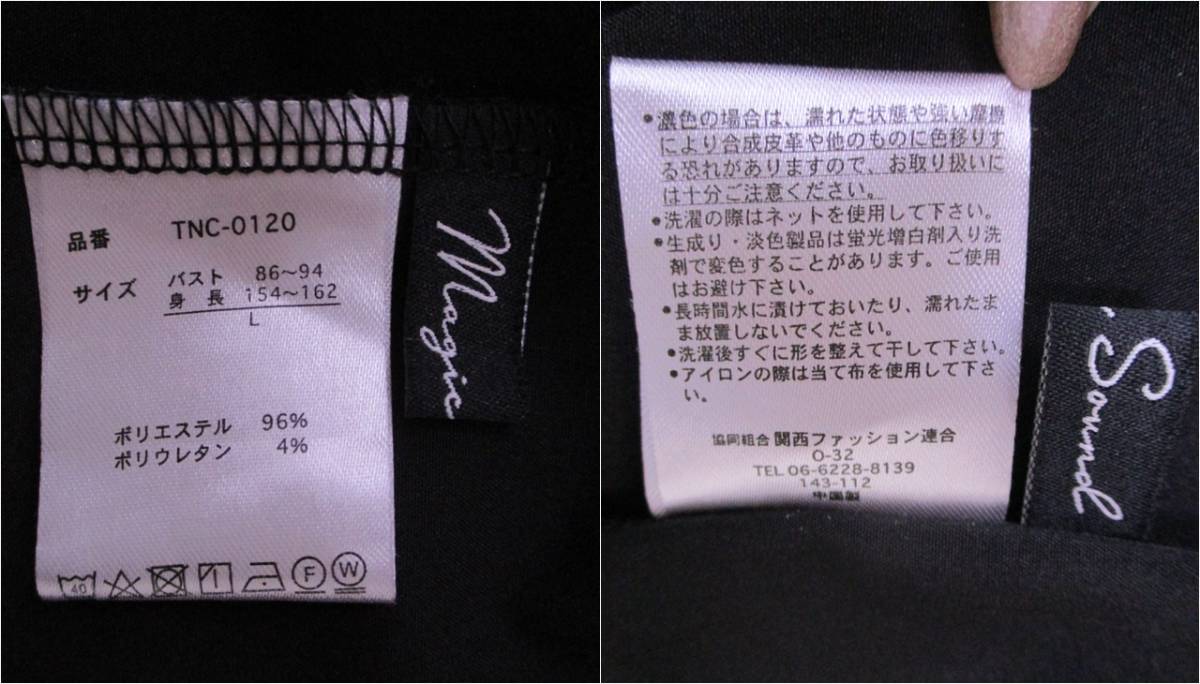 品番 TNC-0120
サイズ バスト 86〜94
身長 154〜162
L
ポリエステル 96%
ポリウレタン 4%
40 F W
Magic
•濃色の場合は、濡れた状態や強い摩擦
により合成皮革や他のものに色移りす
る恐れがありますので、お取り扱いに
は十分ご注意ください。
•洗濯の際はネットを使用して下さい。
•生成り・淡色製品は蛍光増白剤入り洗
剤で変色することがあります。ご使用
はお避け下さい。
•長時間水に漬けておいたり、濡れたま
ま放置しないでください。
•洗濯後すぐに形を整えて干して下さい。
•アイロンの際は当て布を使用して下さ
い。
協同組合 関西ファッション連合
O-32
TEL 06-6228-8139
143-112
中国製
Sound